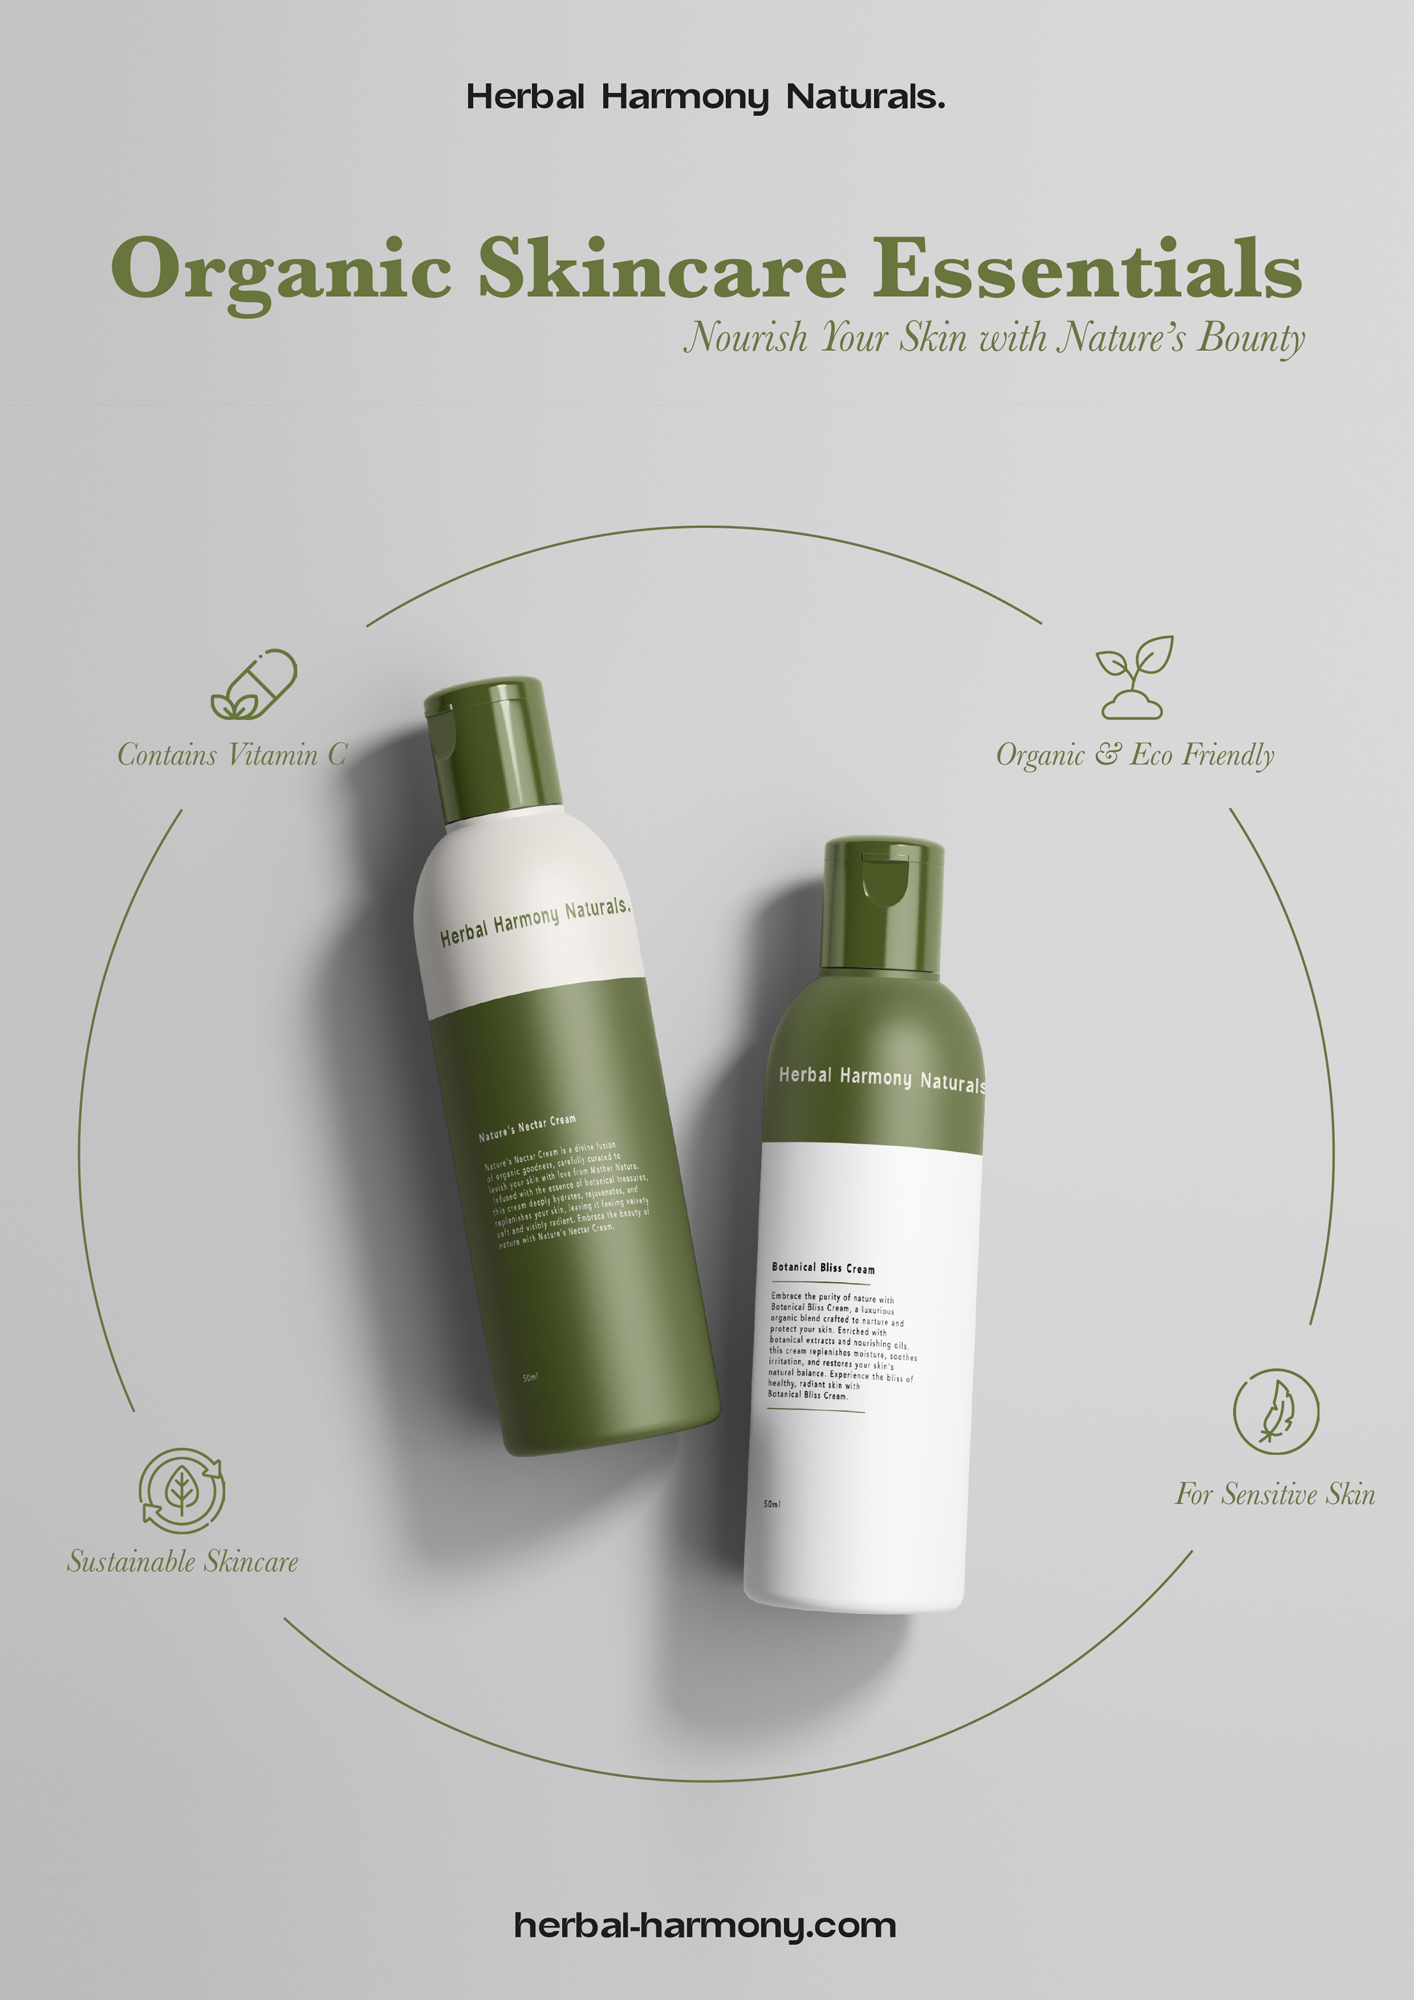 Herbal Harmony Naturals.
Organic Skincare Essentials
Nourish Your Skin with Nature's Bounty
Contains Vitamin C
Organic & Eco Friendly
Herbal Harmony Naturals.
Nature's Nectar Cream
Nature's Nectar Cream is a divine fusion
of organic goodness, carefully curated to
lavish your skin with love from Mother Nature.
Infused with the essence of botanical treasures,
this cream deeply hydrates, rejuvenates, and
replenishes your skin, leaving it feeling velvety
soft and visibly radiant. Embrace the beauty of
nature with Nature's Nectar Cream.
50ml
Herbal Harmony Naturals
Botanical Bliss Cream
Embrace the purity of nature with
Botanical Bliss Cream, a luxurious
organic blend crafted to nurture and
protect your skin. Enriched with
botanical extracts and nourishing oils,
this cream replenishes moisture, soothes
irritation, and restores your skin's
natural balance. Experience the bliss of
healthy, radiant skin with
Botanical Bliss Cream.
50ml
For Sensitive Skin
Sustainable Skincare
herbal-harmony.com